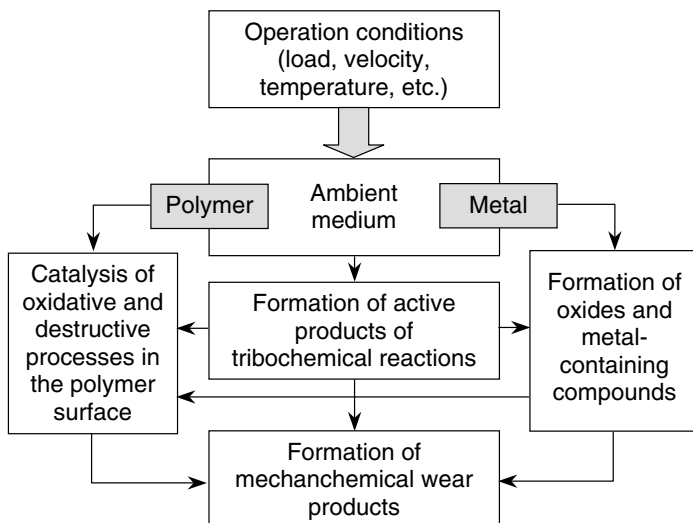 Operation conditions
(load, velocity,
temperature, etc.)
Polymer
Ambient
medium
Metal
Catalysis of
oxidative and
destructive
processes in
the polymer
surface
Formation of active
products of
tribochemical reactions
Formation of
oxides and
metal-
containing
compounds
Formation of
mechanchemical wear
products